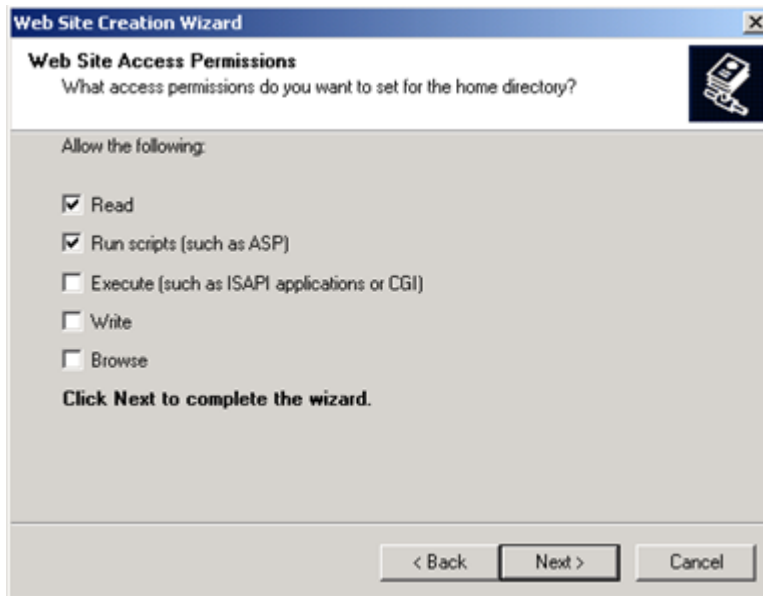 Web Site Creation Wizard
Web Site Access Permissions
What access permissions do you want to set for the home directory?
Allow the following:
Read
Run scripts (such as ASP)
Execute (such as ISAPI applications or CGI)
Write
Browse
Click Next to complete the wizard.
< Back
Next >
Cancel